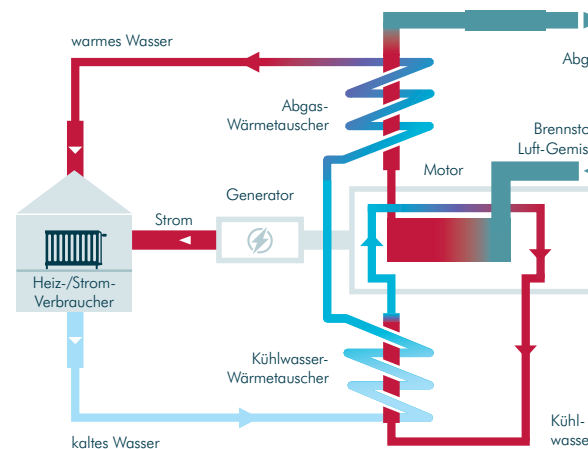 warmes Wasser
Abgas-
Wärmetauscher
Motor
Luft-Gemis
Generator
Strom
Heiz-/Strom-
Verbraucher
Kühlwasser-
Wärmetauscher
kaltes Wasser
Abg
Brennsto
Kühl-
wasse